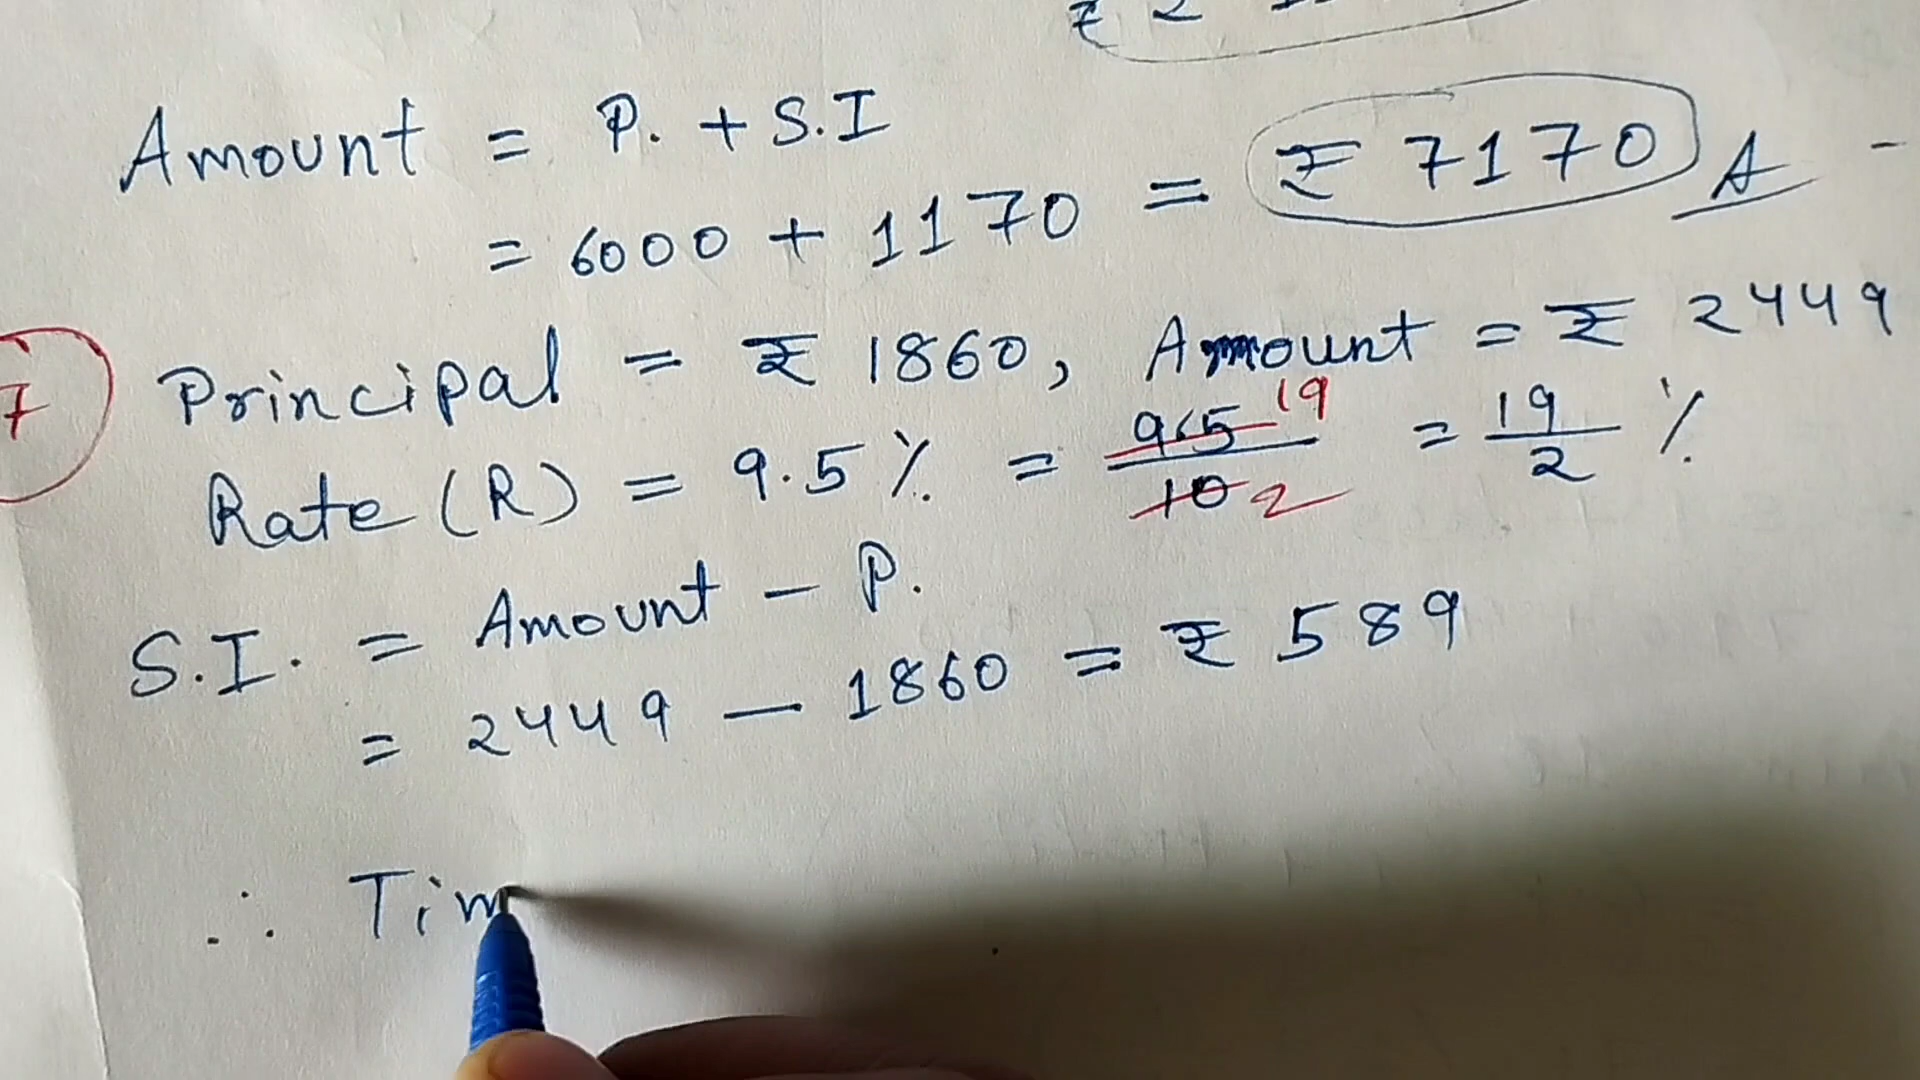 Amount = P. + S.I
= 6000 + 1170 = ₹ 7170 A
7 Principal = ₹ 1860, Amount = ₹ 2449
Rate (R) = 9.5 % = 9.5 19 / 10 2 = 19/2 %
S.I. = Amount – P.
= 2449 – 1860 = ₹ 589
∴ Tim